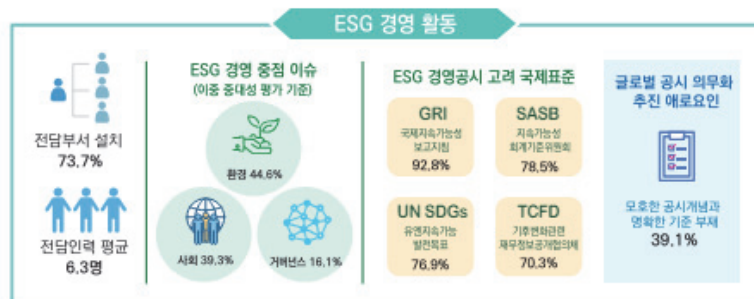 ESG 경영 활동
전담부서 설치
73.7%
전담인력 평균
6.3명
ESG 경영 중점 이슈
(이중 중대성 평가 기준)
환경 44.6%
사회 39.3%
거버넌스 16.1%
ESG 경영공시 고려 국제표준
GRI
국제지속가능성
보고지침
92.8%
SASB
지속가능성
회계기준위원회
78.5%
UN SDGs
유엔지속가능
발전목표
76.9%
TCFD
기후변화관련
재무정보공개협의체
70.3%
글로벌 공시 의무화
추진 애로요인
모호한 공시개념과
명확한 기준 부재
39.1%